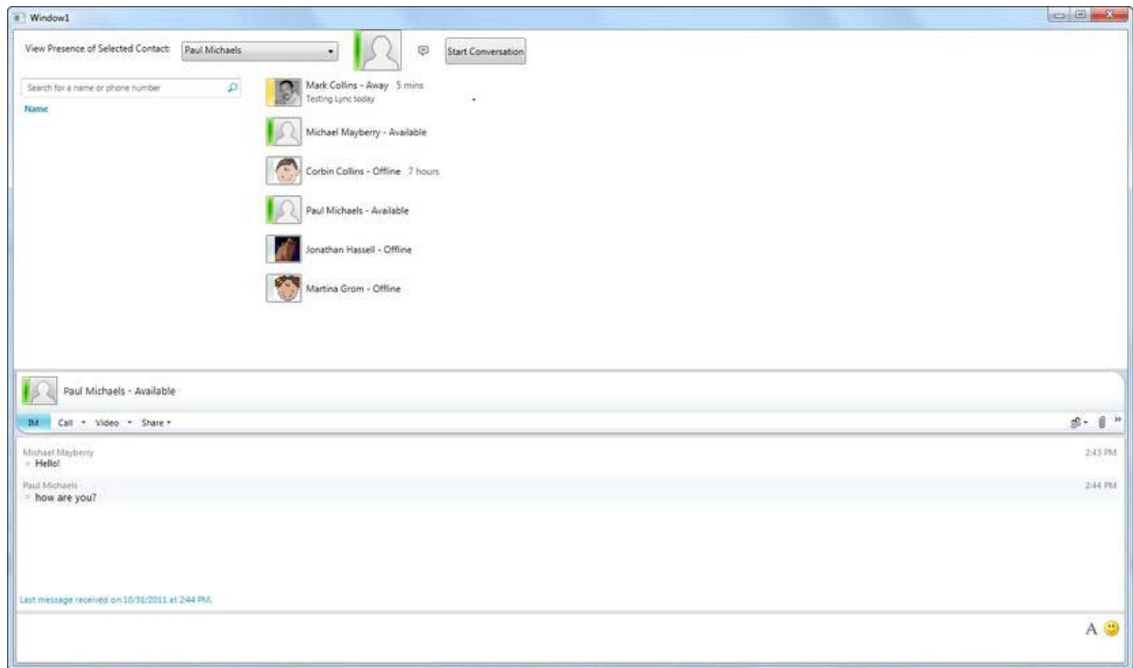 Window1
View Presence of Selected Contact: Paul Michaels Start Conversation
Search for a name or phone number
Name
Mark Collins - Away 5 mins
Testing Lync today
Michael Mayberry - Available
Corbin Collins - Offline 7 hours
Paul Michaels - Available
Jonathan Hassell - Offline
Martina Grom - Offline
Paul Michaels - Available
IM Call Video Share
Michael Mayberry 2:43 PM
Hello!
Paul Michaels 2:44 PM
how are you?
Last message received on 10/31/2011 at 2:44 PM.
A